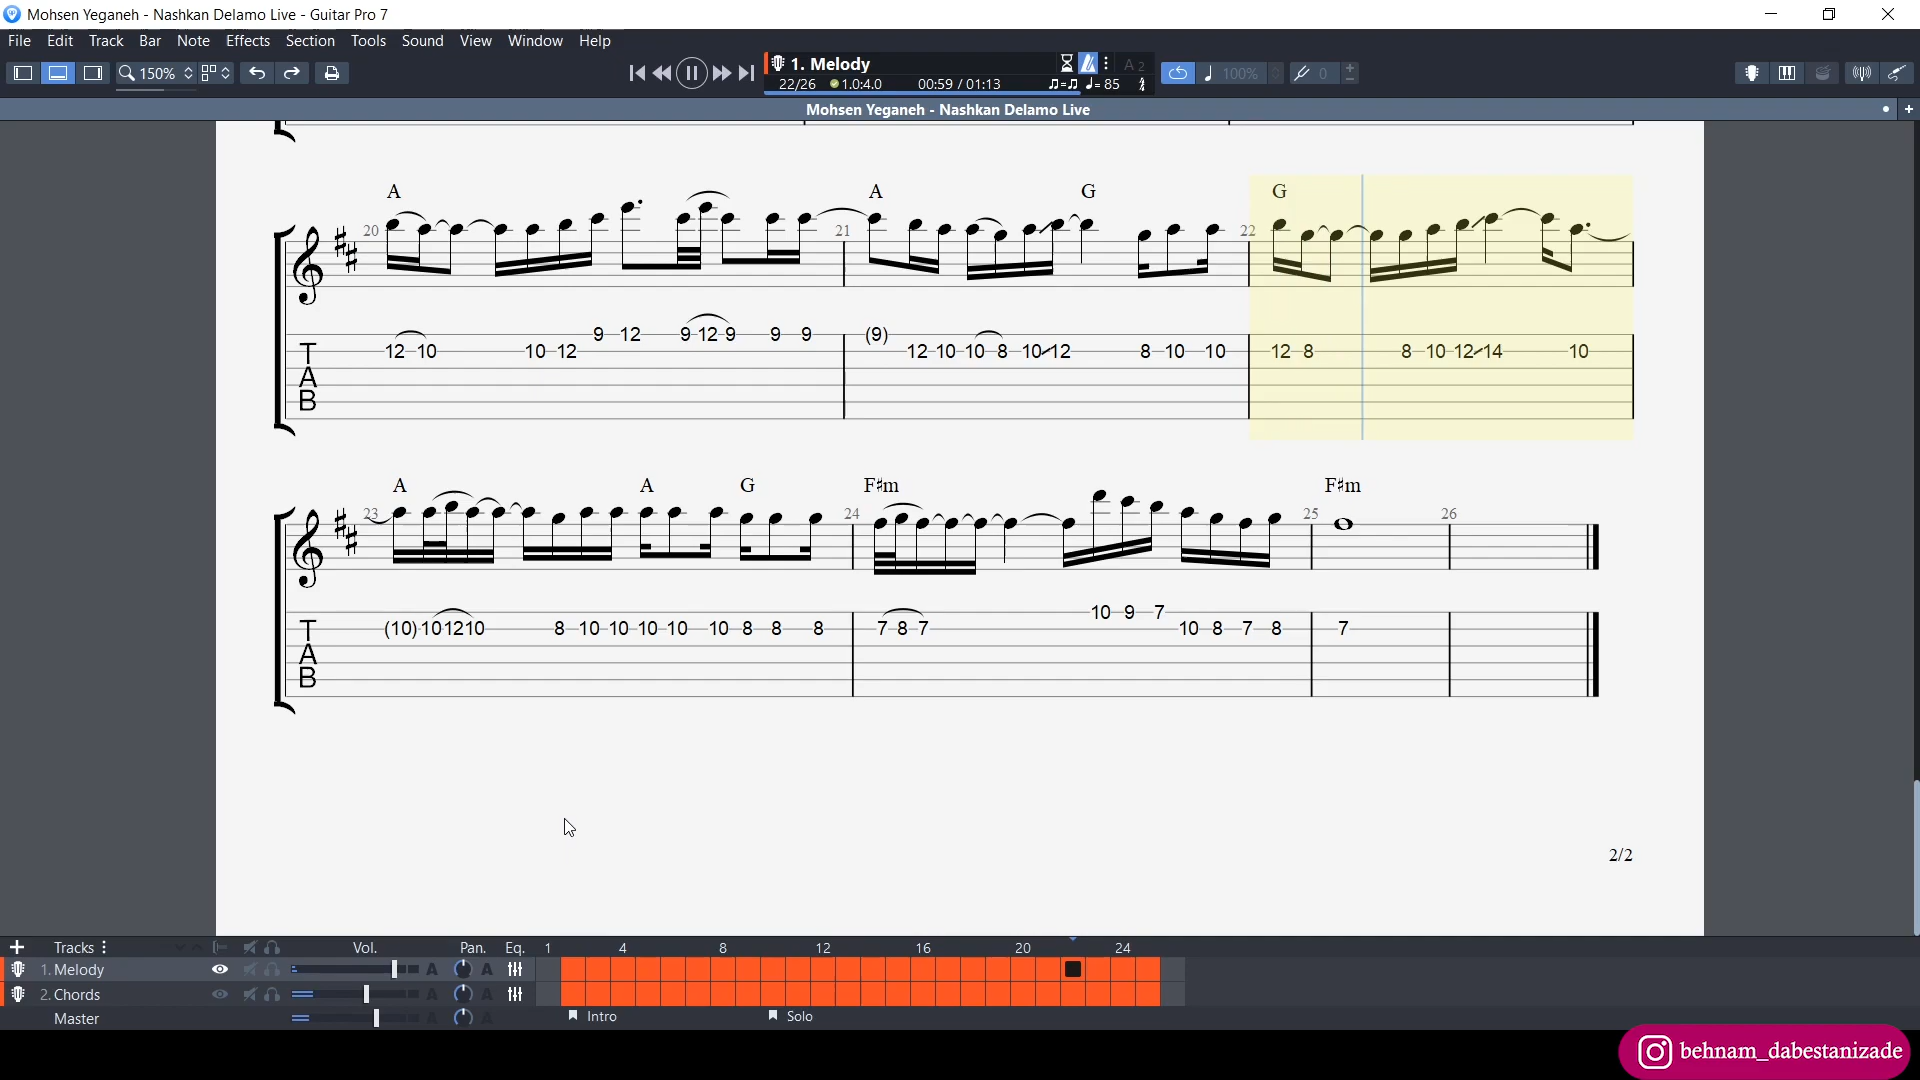 Mohsen Yeganeh - Nashkan Delamo Live - Guitar Pro 7
File Edit Track Bar Note Effects Section Tools Sound View Window Help
150% 1. Melody A 2 100% 0
22/26 1.0:4.0 00:59 / 01:13 = 85
Mohsen Yeganeh - Nashkan Delamo Live
A A G G
20 21 22
9 12 9 12 9 9 9 (9)
12 10 10 12 12 10 10 8 10 12 8 10 10 12 8 8 10 12 14 10
T
A
B
A A G F♯m F♯m
23 24 25 26
10 9 7
(10) 10 12 10 8 10 10 10 10 10 8 8 8 7 8 7 10 8 7 8 7
T
A
B
2/2
Tracks Vol. Pan. Eq. 1 4 8 12 16 20 24
1. Melody A A
2. Chords A A
Master A A Intro Solo
behnam_dabestanizade